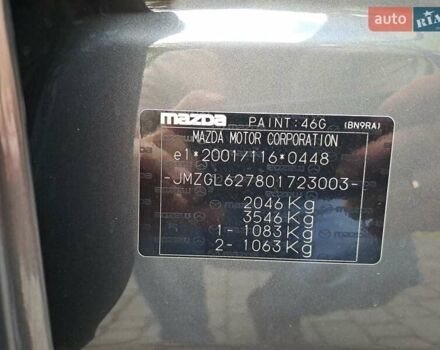 AUTO RIA
mazda PAINT:46G (BN9RA)
MAZDA MOTOR CORPORATION
e1*2001/116*0448
-JMZGL627801723003-
2046Kg
3546Kg
1- 1083Kg
2- 1063Kg